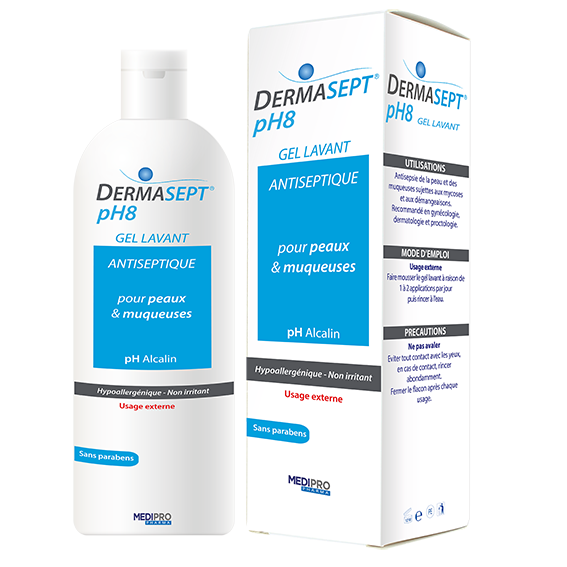 DERMASEPT®
pH8
GEL LAVANT
ANTISEPTIQUE
pour peaux
& muqueuses
pH Alcalin
Hypoallergénique - Non irritant
Usage externe
Sans parabens
MEDIPRO
PHARMA
DERMASEPT®
pH8
GEL LAVANT
ANTISEPTIQUE
pour peaux
& muqueuses
pH Alcalin
Hypoallergénique - Non irritant
Usage externe
Sans parabens
MEDIPRO
PHARMA
DERMASEPT®
pH8 GEL LAVANT
UTILISATIONS
Antisepsie de la peau et des
muqueuses sujettes aux mycoses
et aux démangeaisons.
Recommandé en gynécologie,
dermatologie et proctologie.
MODE D'EMPLOI
Usage externe
Faire mousser le gel lavant à raison de
1 à 2 applications par jour
puis rincer à l'eau.
PRECAUTIONS
Ne pas avaler
Eviter tout contact avec les yeux,
en cas de contact, rincer
abondamment.
Fermer le flacon après chaque
usage.